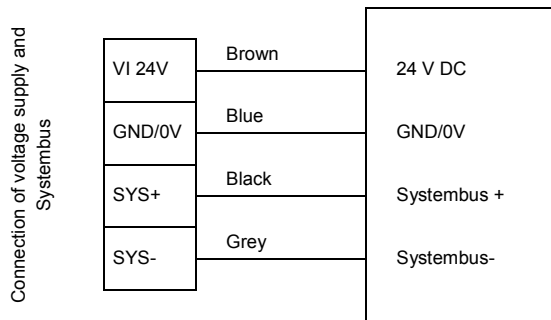 Connection of voltage supply and
Systembus
VI 24V
Brown
24 V DC
GND/0V
Blue
GND/0V
SYS+
Black
Systembus +
SYS-
Grey
Systembus-